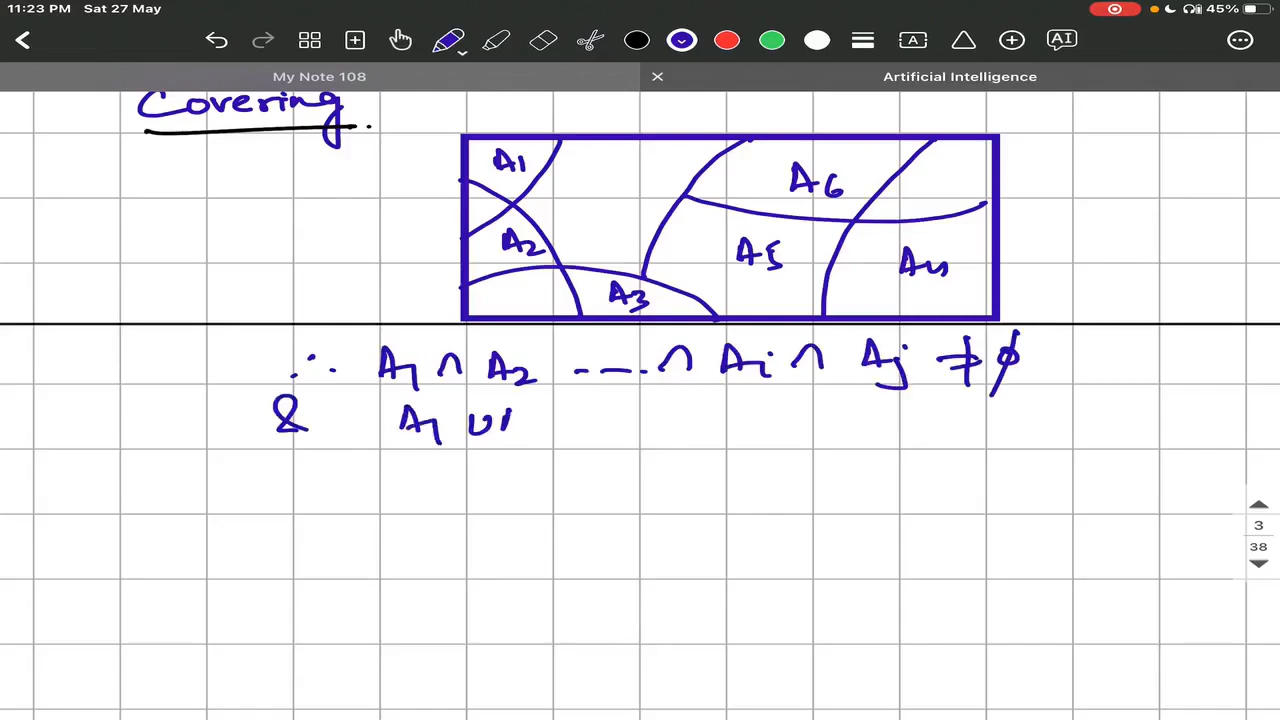 11:23 PM Sat 27 May 45%
A AI
My Note 108 Artificial Intelligence
Covering
A1 A6
A2 A5 A4
A3
∴ A1 ∩ A2 ----- ∩ Ai ∩ Aj ≠ ϕ
& A1 ∪
3
38